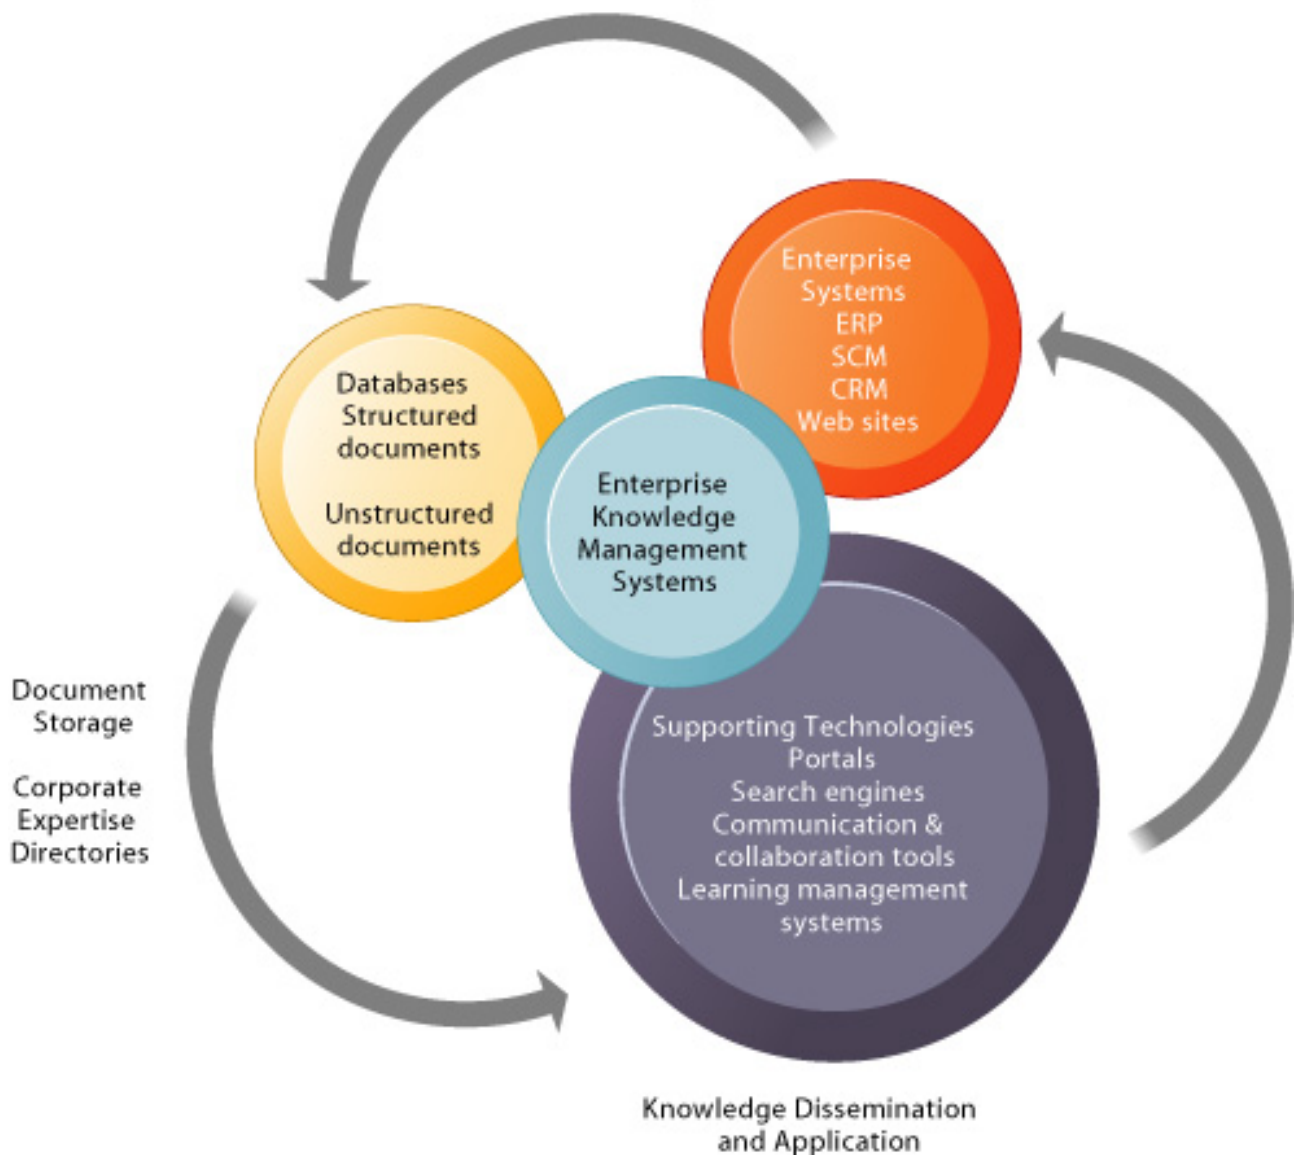 Enterprise
Systems
ERP
SCM
CRM
Web sites
Databases
Structured
documents
Unstructured
documents
Enterprise
Knowledge
Management
Systems
Document
Storage
Corporate
Expertise
Directories
Supporting Technologies
Portals
Search engines
Communication &
collaboration tools
Learning management
systems
Knowledge Dissemination
and Application